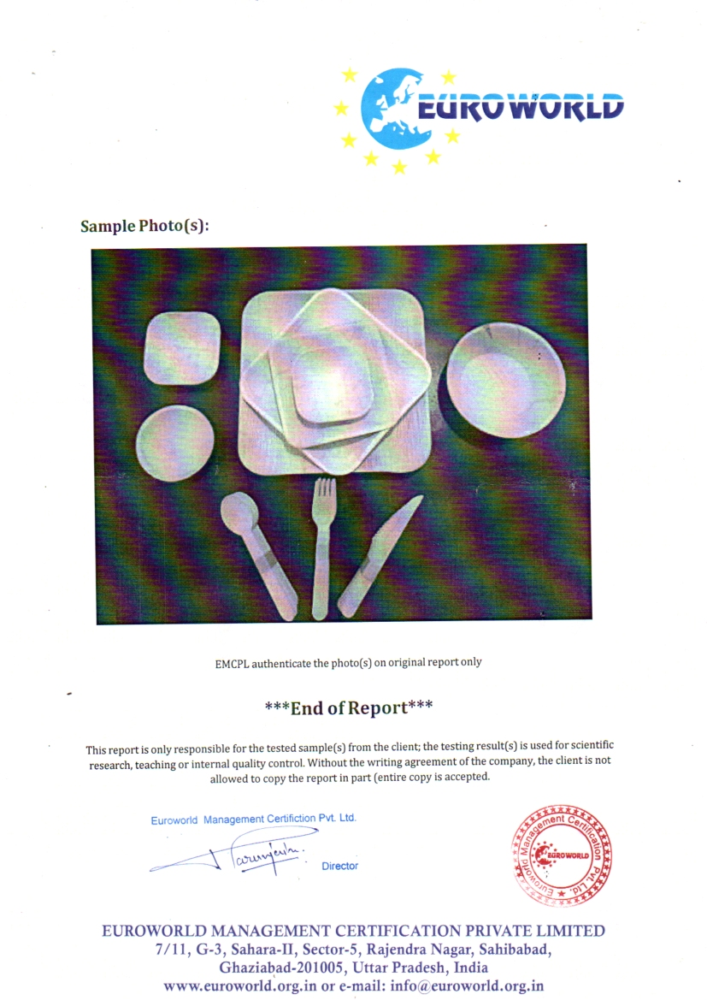 EUROWORLD
Sample Photo(s):
EMCPL authenticate the photo(s) on original report only
***End of Report***
This report is only responsible for the tested sample(s) from the client; the testing result(s) is used for scientific
research, teaching or internal quality control. Without the writing agreement of the company, the client is not
allowed to copy the report in part (entire copy is accepted.
Euroworld Management Certifiction Pvt. Ltd.
Director
Euroworld Management Certification Pvt. Ltd.
EUROWORLD
EUROWORLD MANAGEMENT CERTIFICATION PRIVATE LIMITED
7/11, G-3, Sahara-II, Sector-5, Rajendra Nagar, Sahibabad,
Ghaziabad-201005, Uttar Pradesh, India
www.euroworld.org.in or e-mail: info@euroworld.org.in